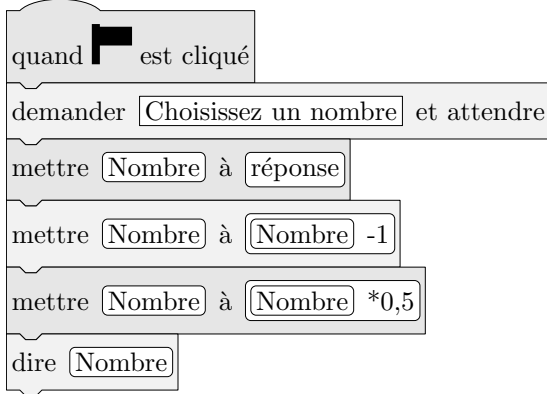 quand est cliqué
demander Choisissez un nombre et attendre
mettre Nombre à réponse
mettre Nombre à Nombre -1
mettre Nombre à Nombre *0,5
dire Nombre